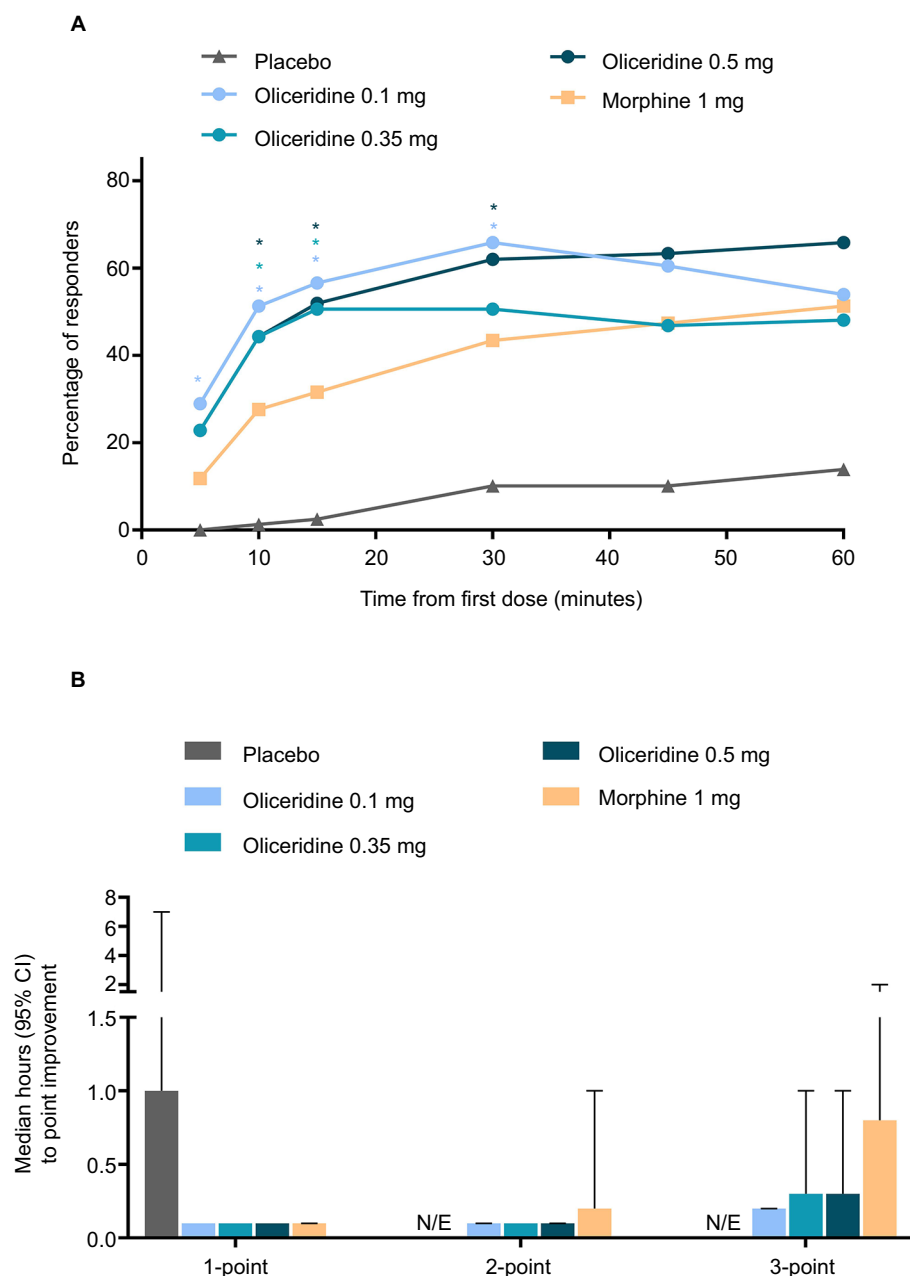 A
Placebo
Oliceridine 0.1 mg
Oliceridine 0.35 mg
Oliceridine 0.5 mg
Morphine 1 mg
Percentage of responders
80
60
40
20
0
* * * * * * * * *
0 10 20 30 40 50 60
Time from first dose (minutes)
B
Placebo
Oliceridine 0.1 mg
Oliceridine 0.35 mg
Oliceridine 0.5 mg
Morphine 1 mg
Median hours (95% CI)
to point improvement
8
6
4
2
1.5
1.0
0.5
0.0
N/E N/E
1-point 2-point 3-point